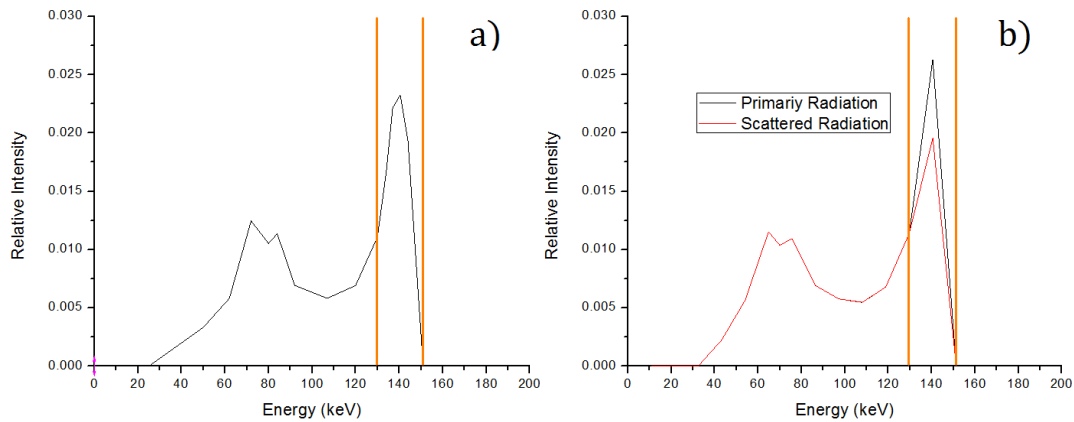 a)
0.030
0.025
0.020
0.015
0.010
0.005
0.000
Relative Intensity
0 20 40 60 80 100 120 140 160 180 200
Energy (keV)
b)
0.030
0.025
0.020
0.015
0.010
0.005
0.000
Relative Intensity
Primariy Radiation
Scattered Radiation
0 20 40 60 80 100 120 140 160 180 200
Energy (keV)